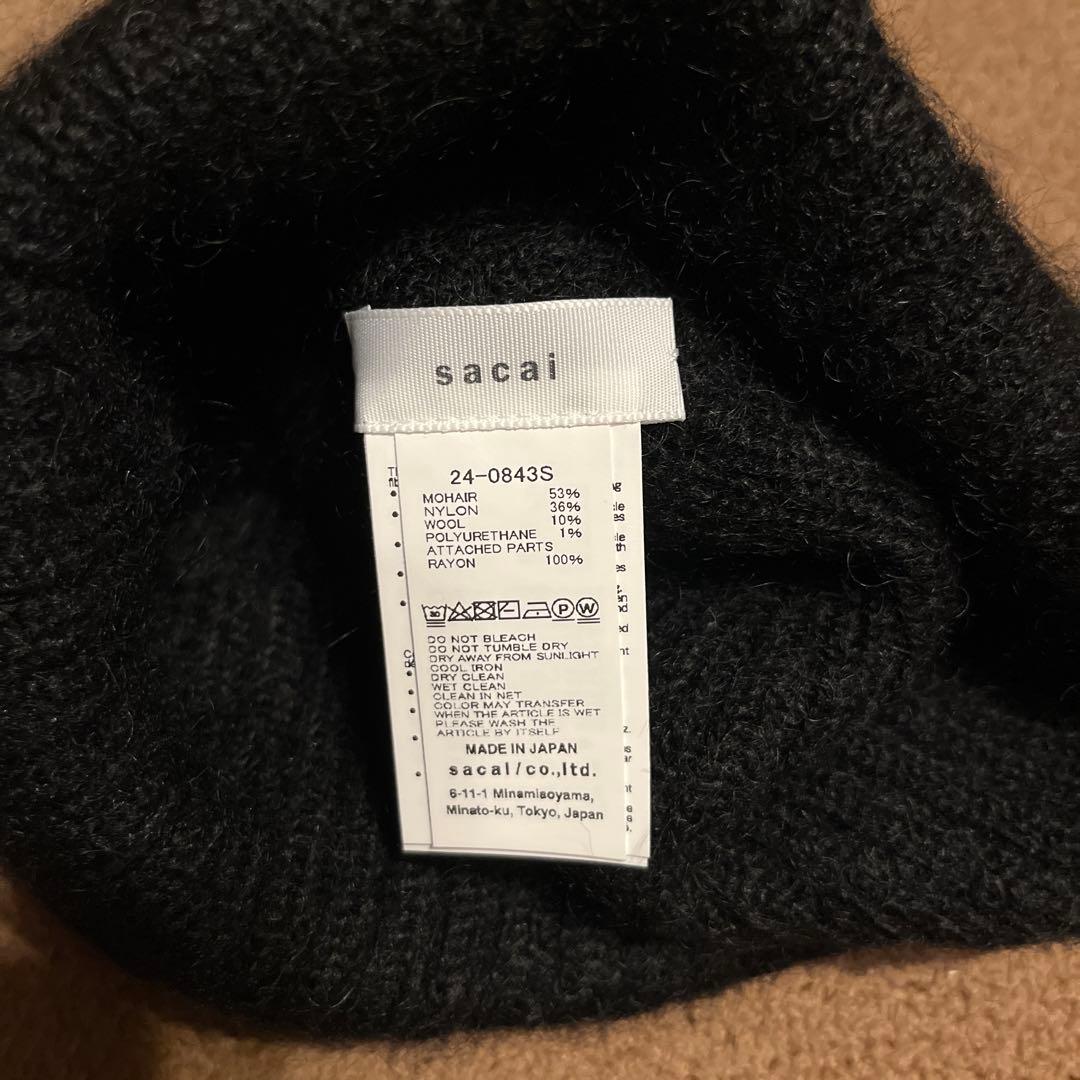 sacai
24-0843S
MOHAIR 53%
NYLON 36%
WOOL 10%
POLYURETHANE 1%
ATTACHED PARTS
RAYON 100%
30 P W
DO NOT BLEACH
DO NOT TUMBLE DRY
DRY AWAY FROM SUNLIGHT
COOL IRON
DRY CLEAN
WET CLEAN
CLEAN IN NET
COLOR MAY TRANSFER
WHEN THE ARTICLE IS WET
PLEASE WASH THE
ARTICLE BY ITSELF
MADE IN JAPAN
sacai/co.,ltd.
6-11-1 Minamiaoyama,
Minato-ku, Tokyo, Japan